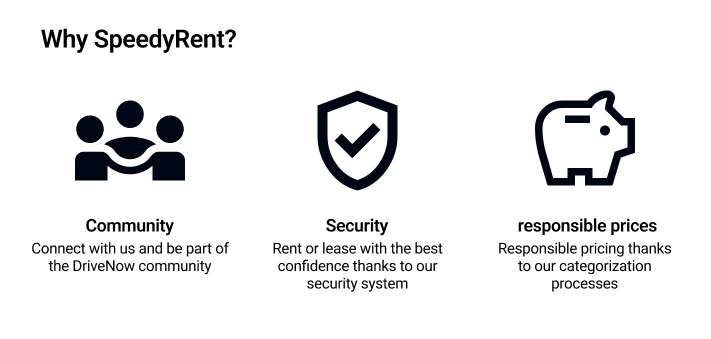 Why SpeedyRent?
Community
Connect with us and be part of
the DriveNow community
Security
Rent or lease with the best
confidence thanks to our
security system
responsible prices
Responsible pricing thanks
to our categorization
processes